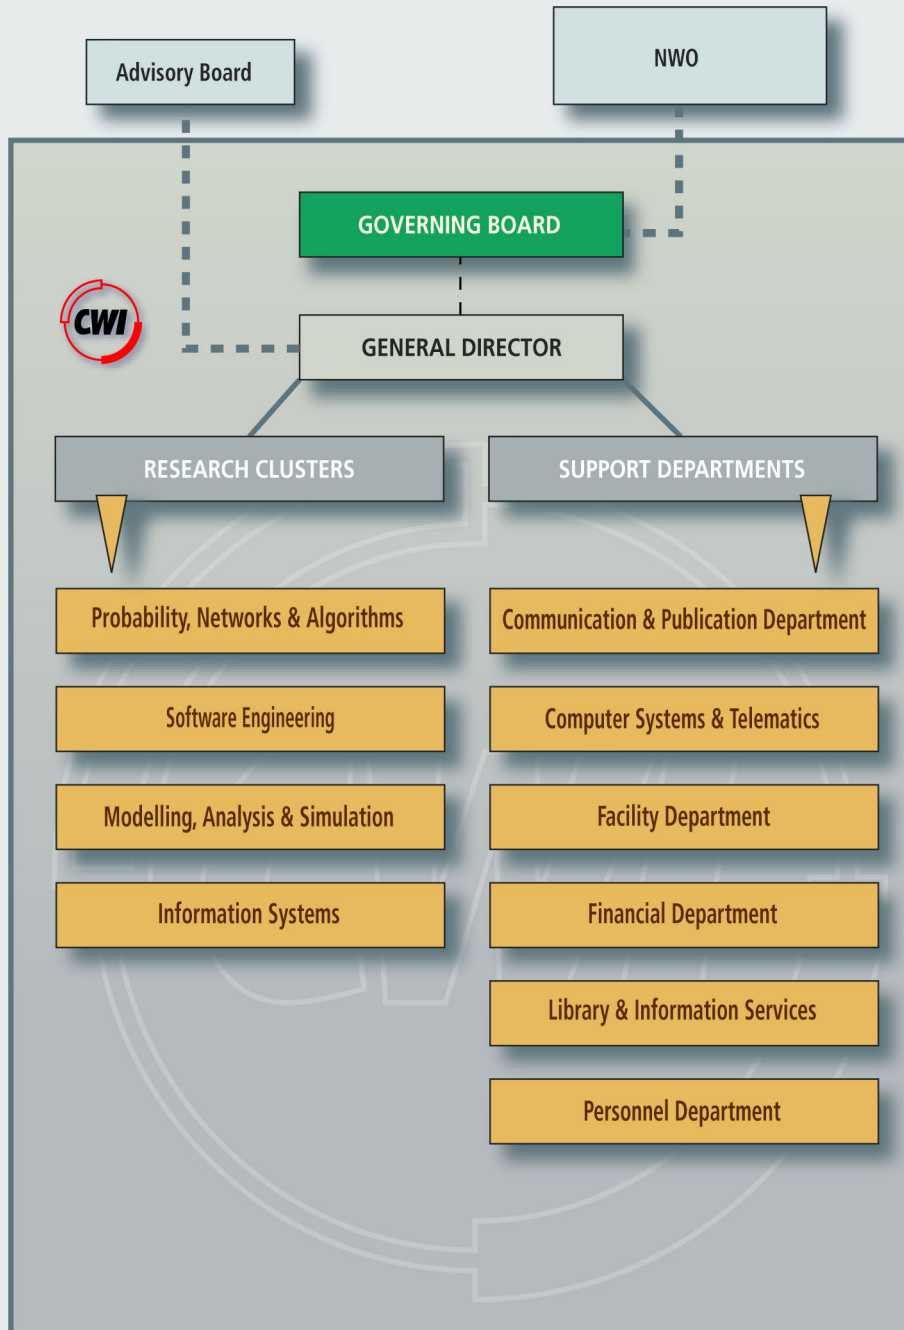 Advisory Board
NWO
GOVERNING BOARD
CWI
GENERAL DIRECTOR
RESEARCH CLUSTERS
SUPPORT DEPARTMENTS
Probability, Networks & Algorithms
Communication & Publication Department
Software Engineering
Computer Systems & Telematics
Modelling, Analysis & Simulation
Facility Department
Information Systems
Financial Department
Library & Information Services
Personnel Department